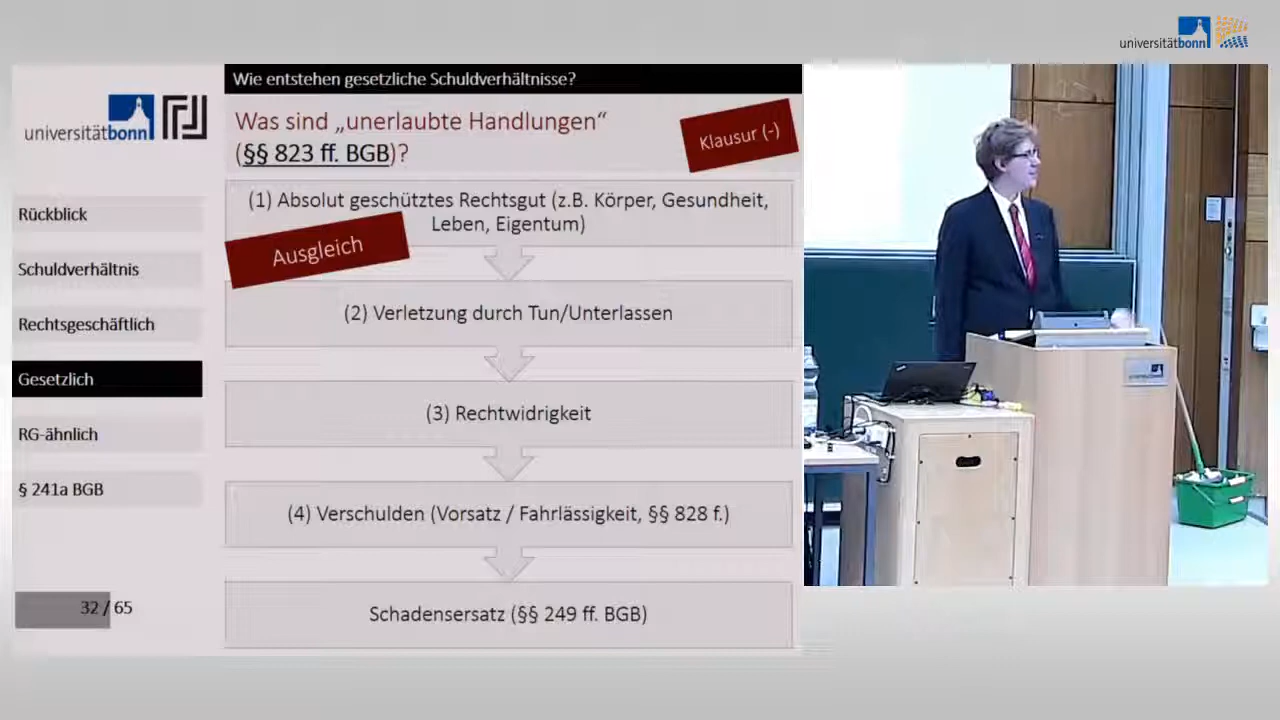 universitätbonn
Wie entstehen gesetzliche Schuldverhältnisse?
universitätbonn
Was sind „unerlaubte Handlungen“
(§§ 823 ff. BGB)?
Klausur (-)
Rückblick
Schuldverhältnis
Rechtsgeschäftlich
Gesetzlich
RG-ähnlich
§ 241a BGB
32 / 65
(1) Absolut geschütztes Rechtsgut (z.B. Körper, Gesundheit,
Leben, Eigentum)
Ausgleich
(2) Verletzung durch Tun/Unterlassen
(3) Rechtwidrigkeit
(4) Verschulden (Vorsatz / Fahrlässigkeit, §§ 828 f.)
Schadensersatz (§§ 249 ff. BGB)